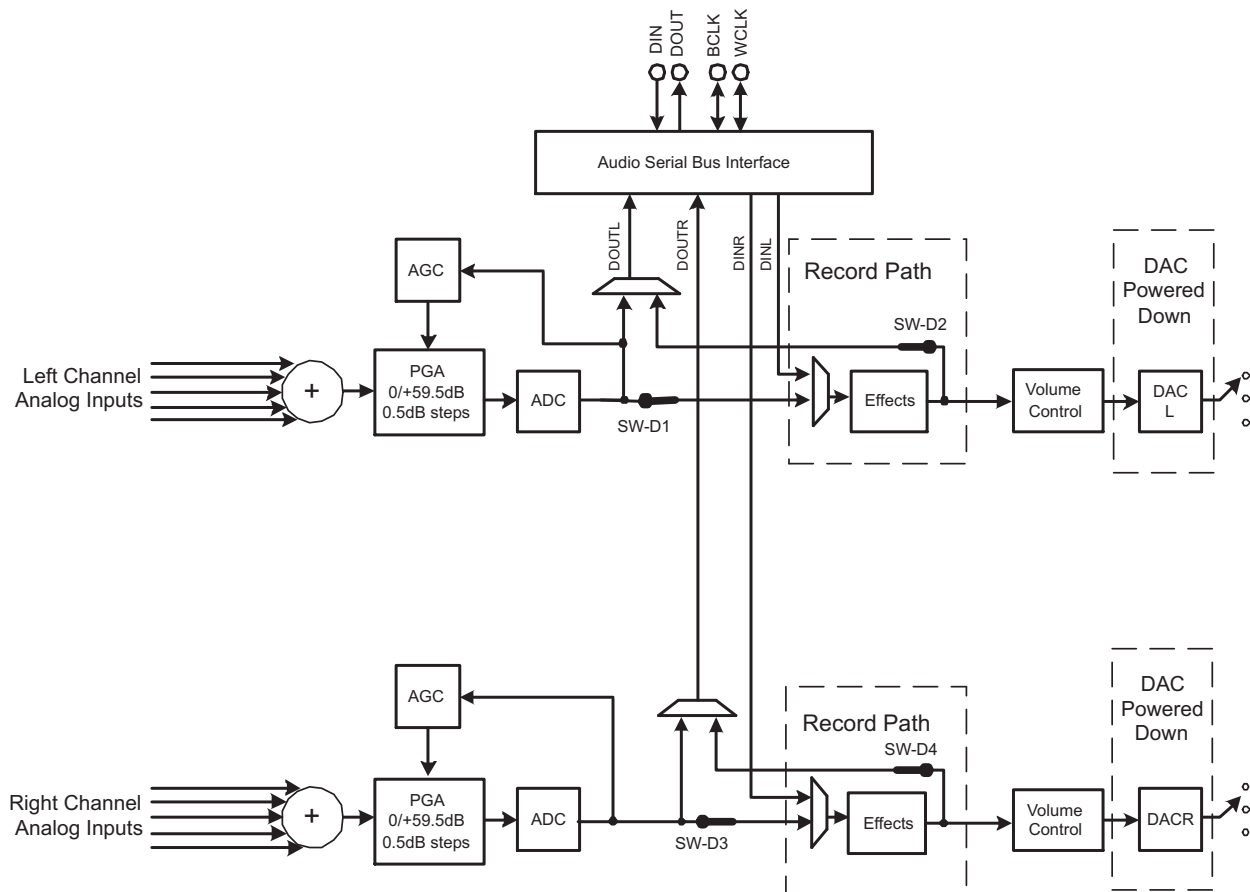 DIN
DOUT
BCLK
WCLK
Audio Serial Bus Interface
DOUTL
DOUTR
DINR
DINL
Record Path
DAC
Powered
Down
AGC
SW-D2
Left Channel
Analog Inputs
+
PGA
0/+59.5dB
0.5dB steps
ADC
SW-D1
Effects
Volume
Control
DAC
L
AGC
Record Path
DAC
Powered
Down
SW-D4
Right Channel
Analog Inputs
+
PGA
0/+59.5dB
0.5dB steps
ADC
SW-D3
Effects
Volume
Control
DACR